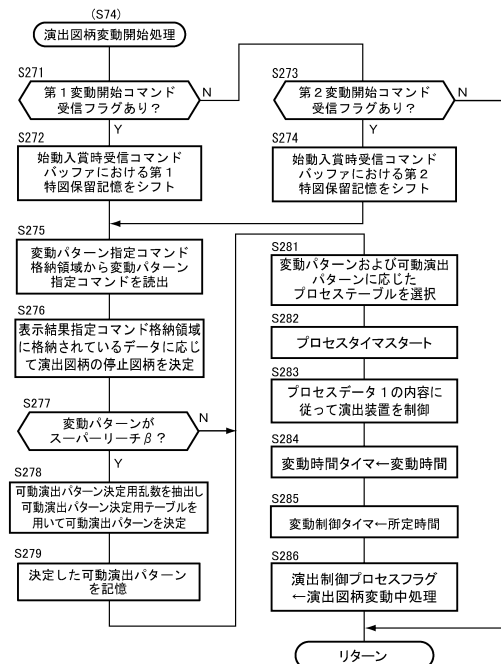 (S74)
演出図柄変動開始処理
S271
第１変動開始コマンド
受信フラグあり？
N
Y
S273
第２変動開始コマンド
受信フラグあり？
N
Y
S272
始動入賞時受信コマンド
バッファにおける第１
特図保留記憶をシフト
S274
始動入賞時受信コマンド
バッファにおける第２
特図保留記憶をシフト
S275
変動パターン指定コマンド
格納領域から変動パターン
指定コマンドを読出
S276
表示結果指定コマンド格納領域
に格納されているデータに応じ
て演出図柄の停止図柄を決定
S277
変動パターンが
スーパーリーチβ？
N
Y
S278
可動演出パターン決定用乱数を抽出し
可動演出パターン決定用テーブルを
用いて可動演出パターンを決定
S279
決定した可動演出パターン
を記憶
S281
変動パターンおよび可動演出
パターンに応じた
プロセステーブルを選択
S282
プロセスタイマスタート
S283
プロセスデータ１の内容に
従って演出装置を制御
S284
変動時間タイマ←変動時間
S285
変動制御タイマ←所定時間
S286
演出制御プロセスフラグ
←演出図柄変動中処理
リターン